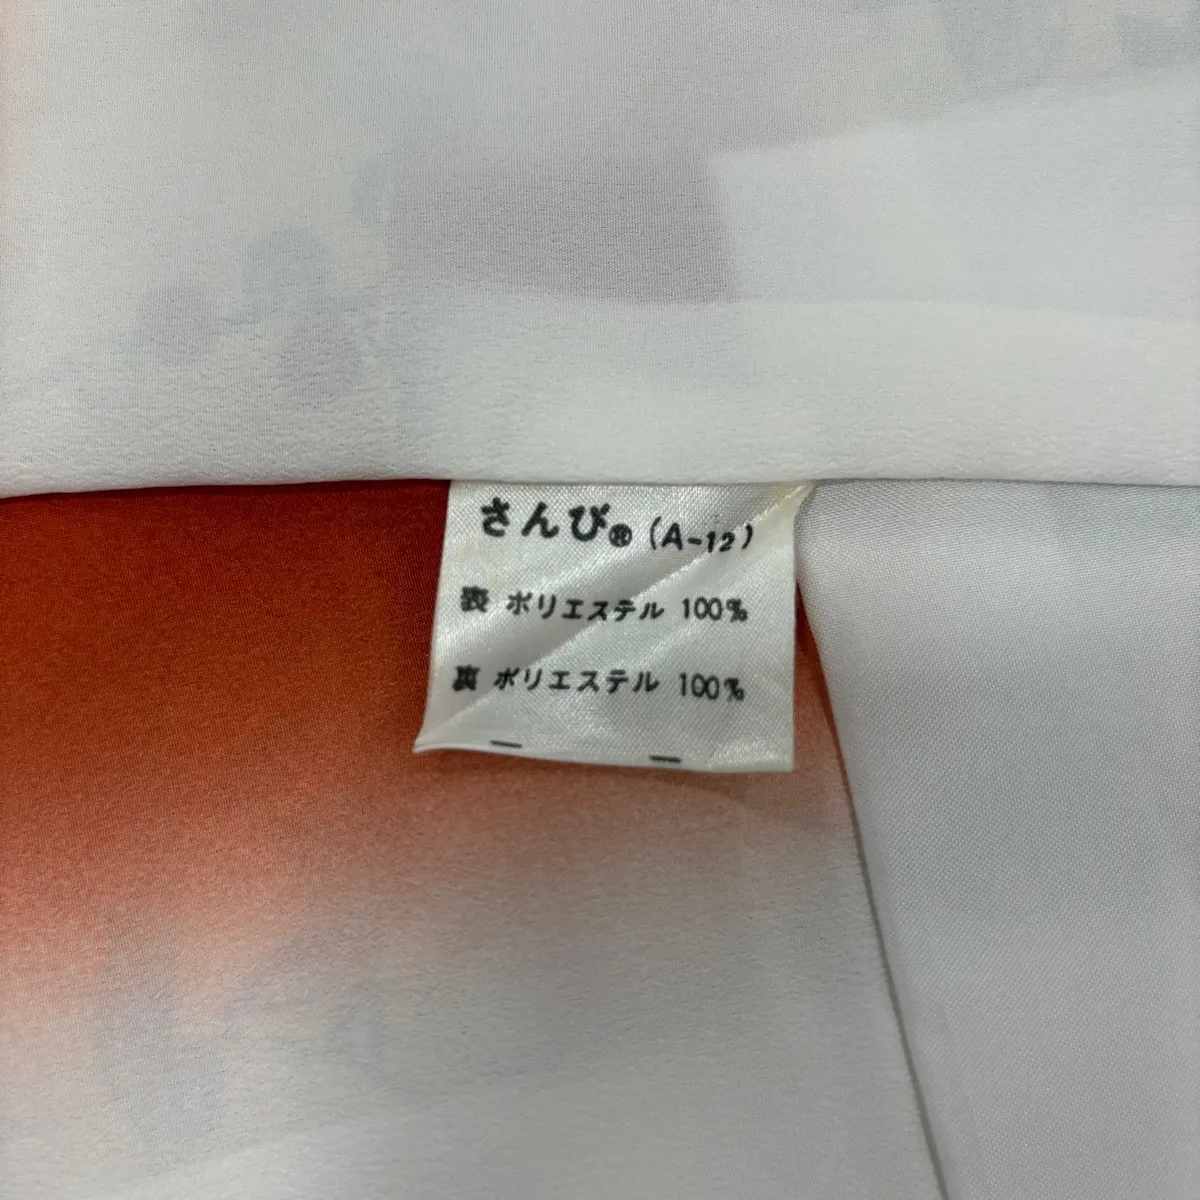 さんび® (A-12)
表 ポリエステル 100%
裏 ポリエステル 100%